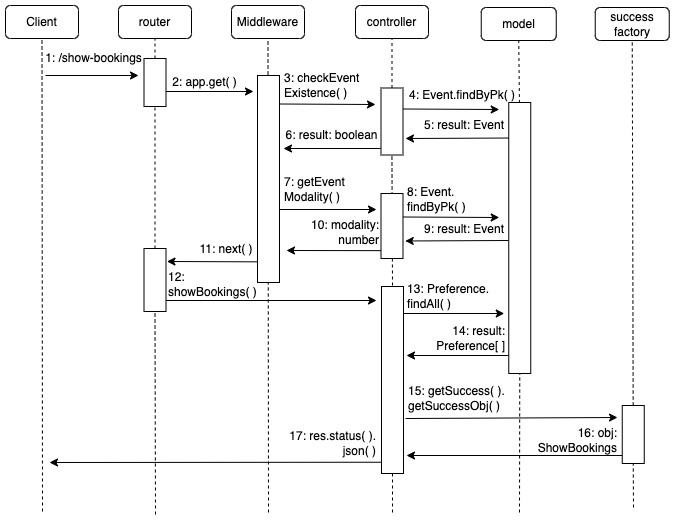 Client
router
Middleware
controller
model
success
factory
1: /show-bookings
2: app.get( )
3: checkEvent
Existence( )
4: Event.findByPk( )
5: result: Event
6: result: boolean
7: getEvent
Modality( )
8: Event.
findByPk( )
9: result: Event
10: modality:
number
11: next( )
12:
showBookings( )
13: Preference.
findAll( )
14: result:
Preference[ ]
15: getSuccess( ).
getSuccessObj( )
16: obj:
ShowBookings
17: res.status( ).
json( )